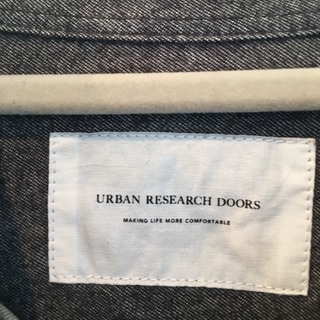 URBAN RESEARCH DOORS
MAKING LIFE MORE COMFORTABLE